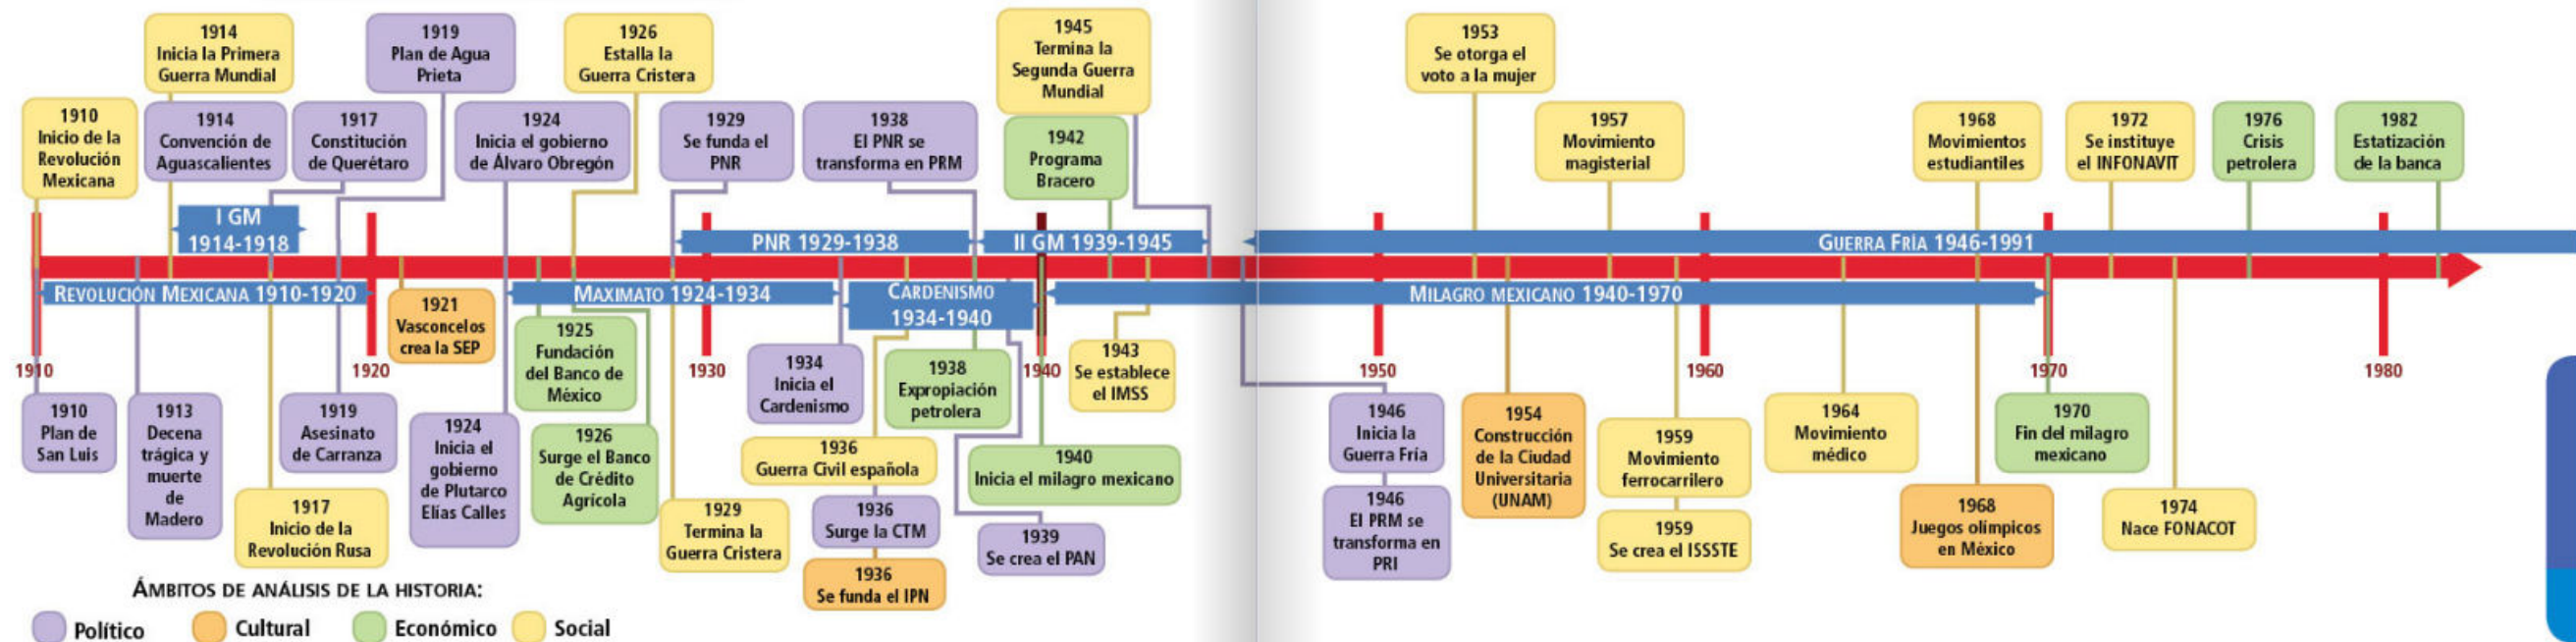 1914
Inicia la Primera
Guerra Mundial
1919
Plan de Agua
Prieta
1926
Estalla la
Guerra Cristera
1945
Termina la
Segunda Guerra
Mundial
1953
Se otorga el
voto a la mujer
1910
Inicio de la
Revolución
Mexicana
1914
Convención de
Aguascalientes
1917
Constitución
de Querétaro
1924
Inicia el gobierno
de Álvaro Obregón
1929
Se funda el
PNR
1938
El PNR se
transforma en PRM
1942
Programa
Bracero
1957
Movimiento
magisterial
1968
Movimientos
estudiantiles
1972
Se instituye
el INFONAVIT
1976
Crisis
petrolera
1982
Estatización
de la banca
I GM
1914-1918
PNR 1929-1938
II GM 1939-1945
GUERRA FRÍA 1946-1991
REVOLUCIÓN MEXICANA 1910-1920
MAXIMATO 1924-1934
CARDENISMO
1934-1940
MILAGRO MEXICANO 1940-1970
1910
1920
1930
1940
1950
1960
1970
1980
1921
Vasconcelos
crea la SEP
1925
Fundación
del Banco de
México
1934
Inicia el
Cardenismo
1938
Expropiación
petrolera
1943
Se establece
el IMSS
1910
Plan de
San Luis
1913
Decena
trágica y
muerte
de
Madero
1919
Asesinato
de Carranza
1924
Inicia el
gobierno
de Plutarco
Elías Calles
1926
Surge el Banco
de Crédito
Agrícola
1936
Guerra Civil española
1940
Inicia el milagro mexicano
1946
Inicia la
Guerra Fría
1954
Construcción
de la Ciudad
Universitaria
(UNAM)
1959
Movimiento
ferrocarrilero
1964
Movimiento
médico
1970
Fin del milagro
mexicano
1917
Inicio de la
Revolución Rusa
1929
Termina la
Guerra Cristera
1936
Surge la CTM
1939
Se crea el PAN
1946
El PRM se
transforma en
PRI
1959
Se crea el ISSSTE
1968
Juegos olímpicos
en México
1974
Nace FONACOT
1936
Se funda el IPN
ÁMBITOS DE ANÁLISIS DE LA HISTORIA:
Político
Cultural
Económico
Social